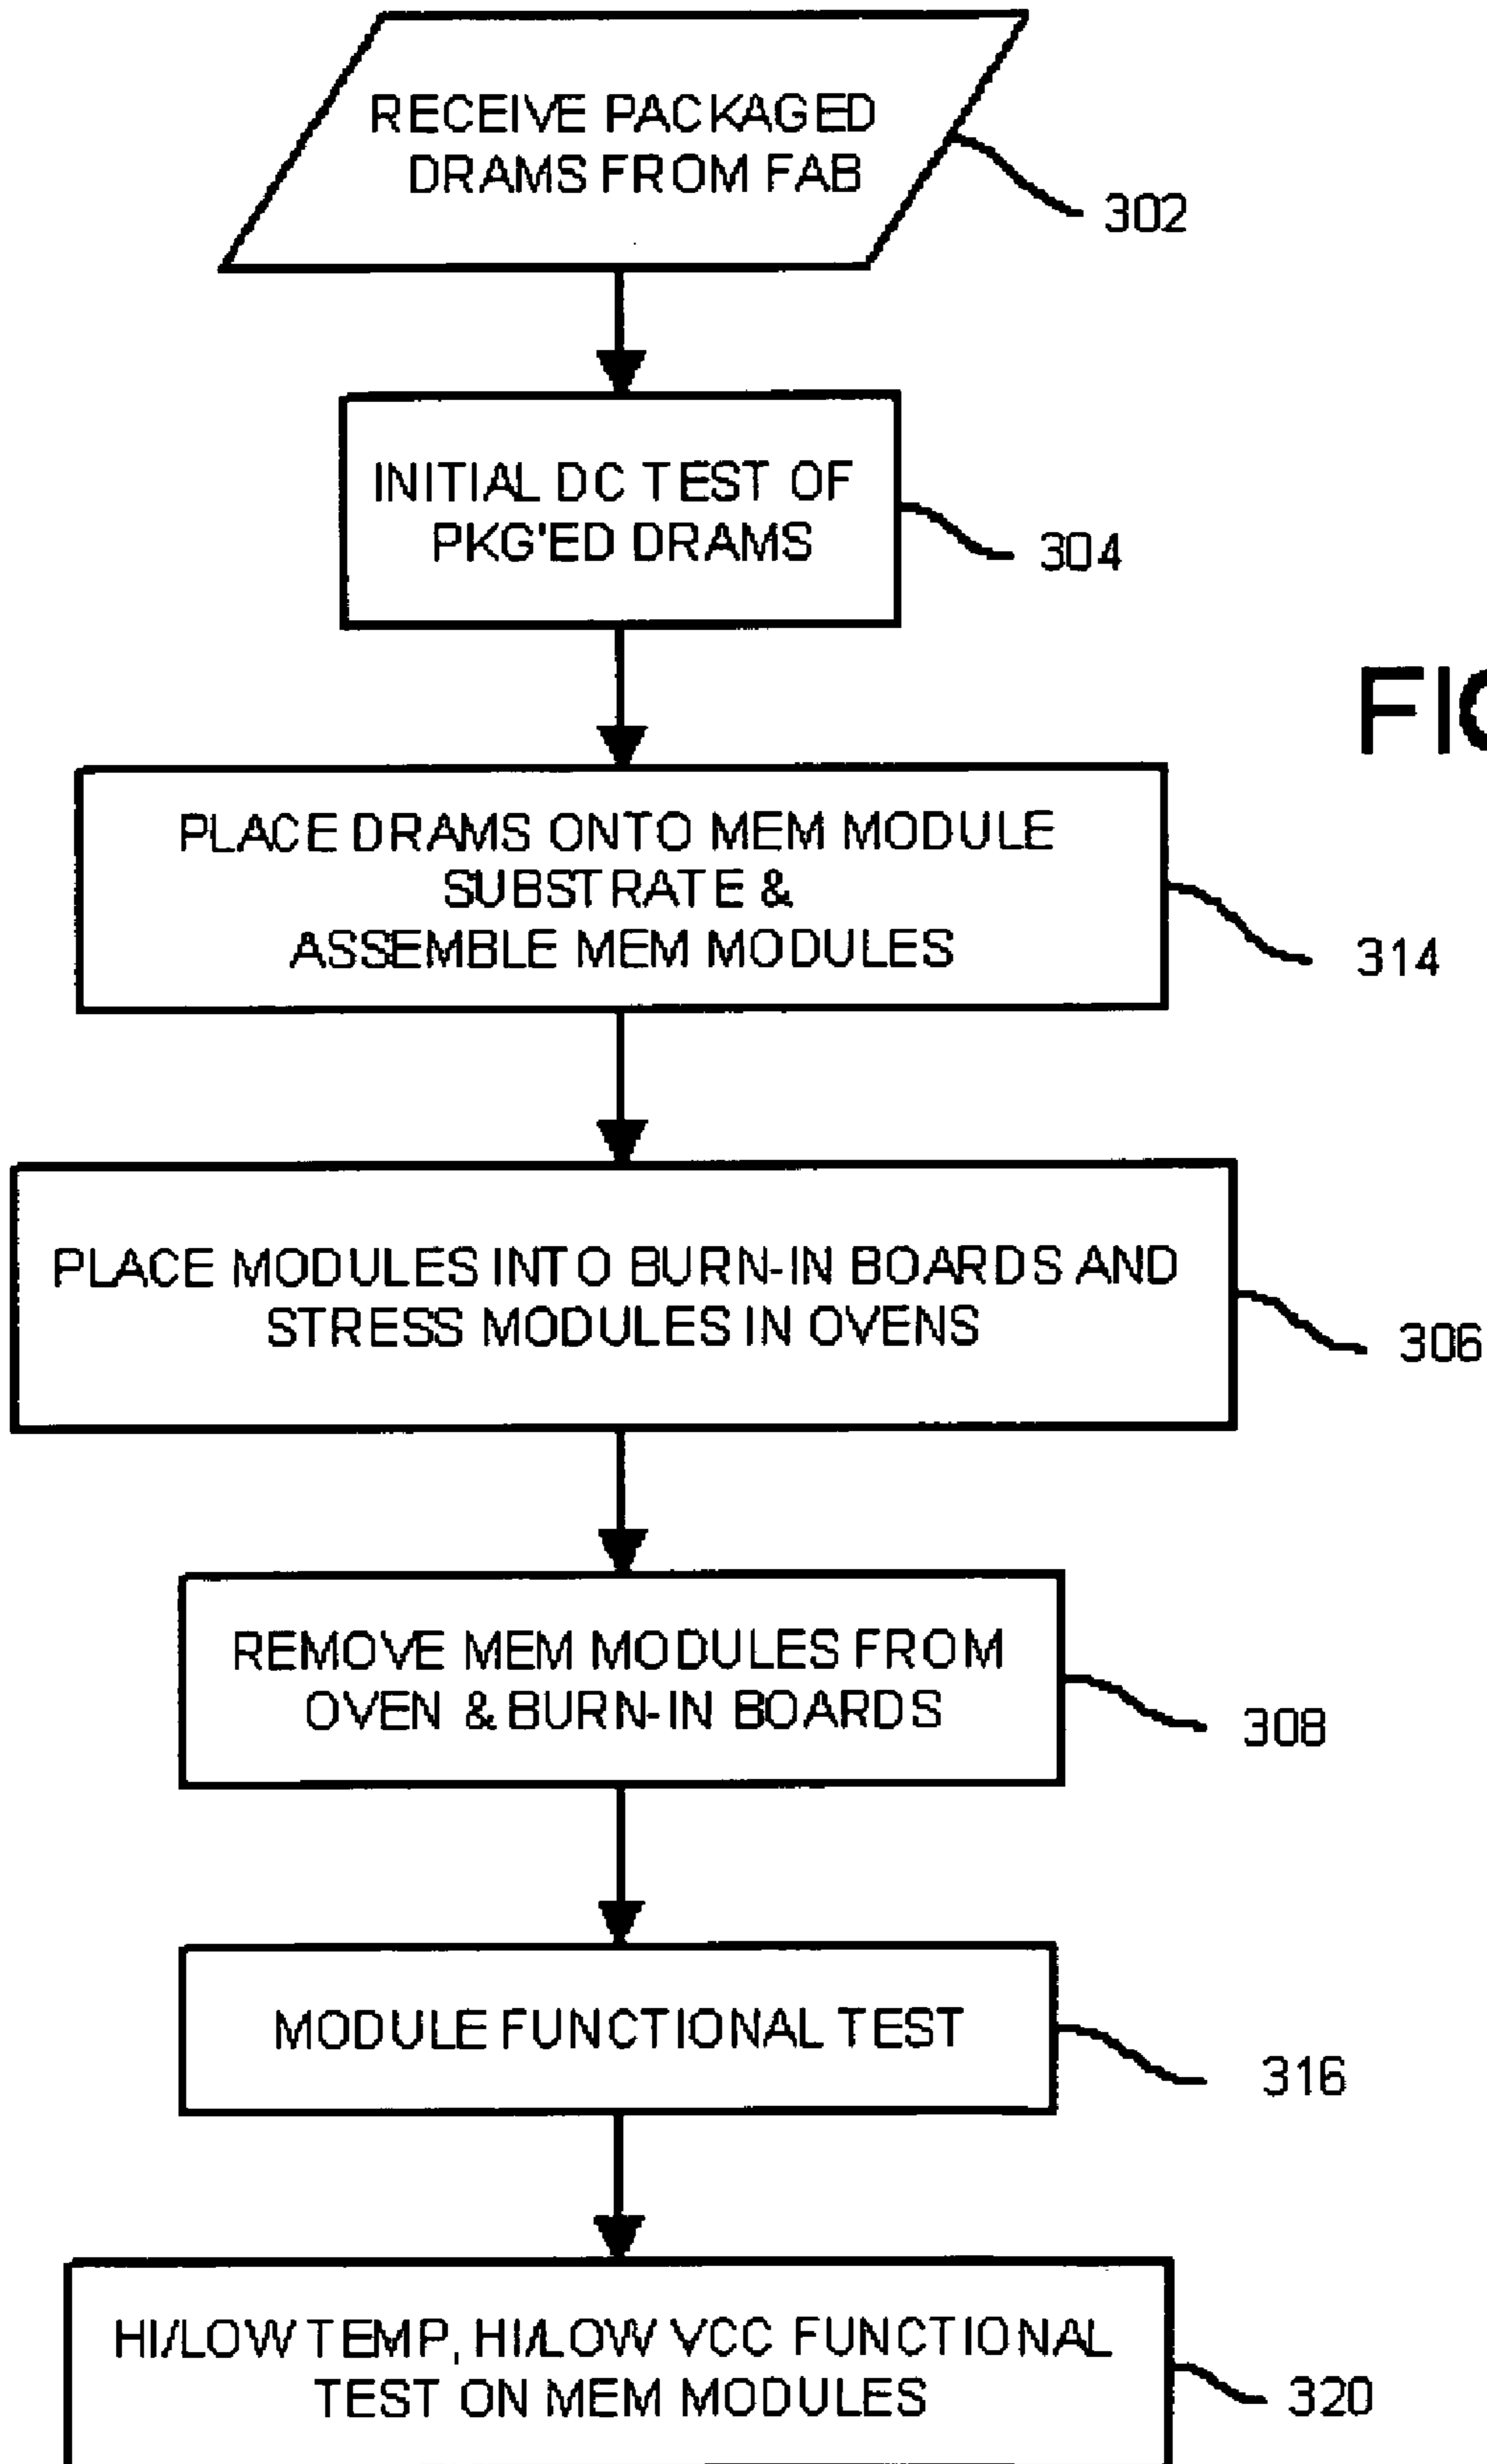 RECEIVE PACKAGED
DRAMS FROM FAB
302
INITIAL DC TEST OF
PKG'ED DRAMS
304
PLACE DRAMS ONTO MEM MODULE
SUBSTRATE &
ASSEMBLE MEM MODULES
314
PLACE MODULES INTO BURN-IN BOARDS AND
STRESS MODULES IN OVENS
306
REMOVE MEM MODULES FROM
OVEN & BURN-IN BOARDS
308
MODULE FUNCTIONAL TEST
316
HI/LOW TEMP, HI/LOW VCC FUNCTIONAL
TEST ON MEM MODULES
320